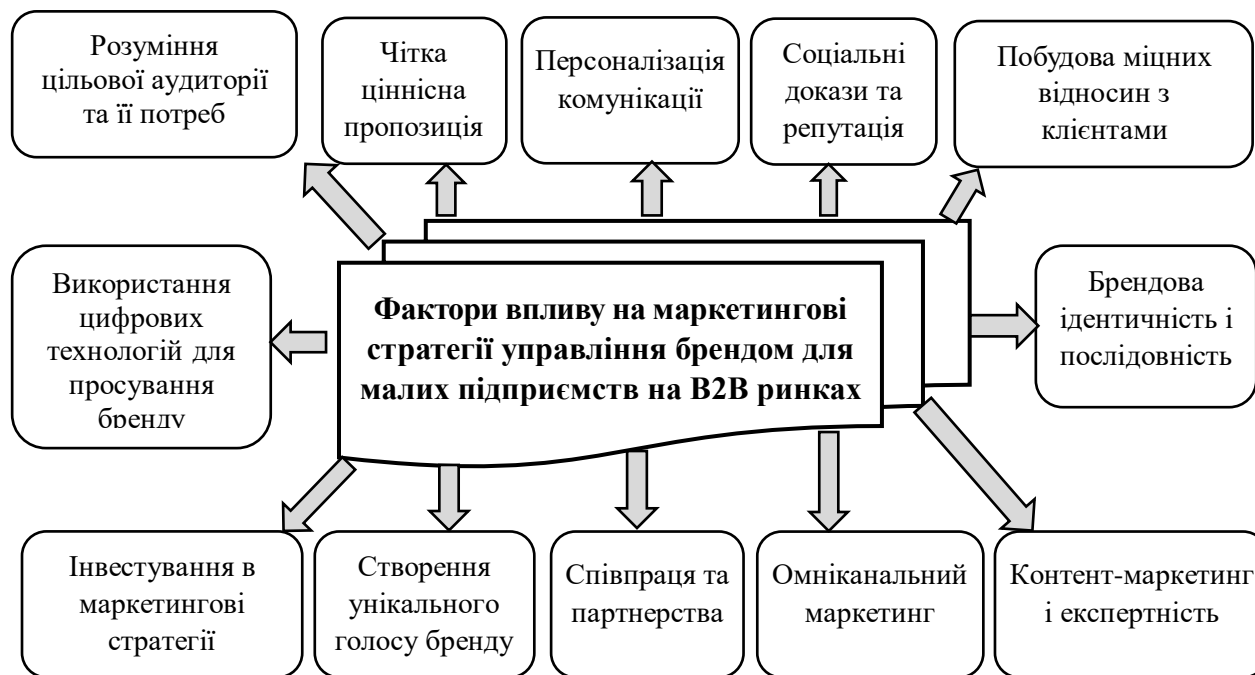 Розуміння
цільової аудиторії
та її потреб
Чітка
ціннісна
пропозиція
Персоналізація
комунікації
Соціальні
докази та
репутація
Побудова міцних
відносин з
клієнтами
Використання
цифрових
технологій для
просування
бренду
Фактори впливу на маркетингові
стратегії управління брендом для
малих підприємств на B2B ринках
Брендова
ідентичність і
послідовність
Інвестування в
маркетингові
стратегії
Створення
унікального
голосу бренду
Співпраця та
партнерства
Омніканальний
маркетинг
Контент-маркетинг
і експертність